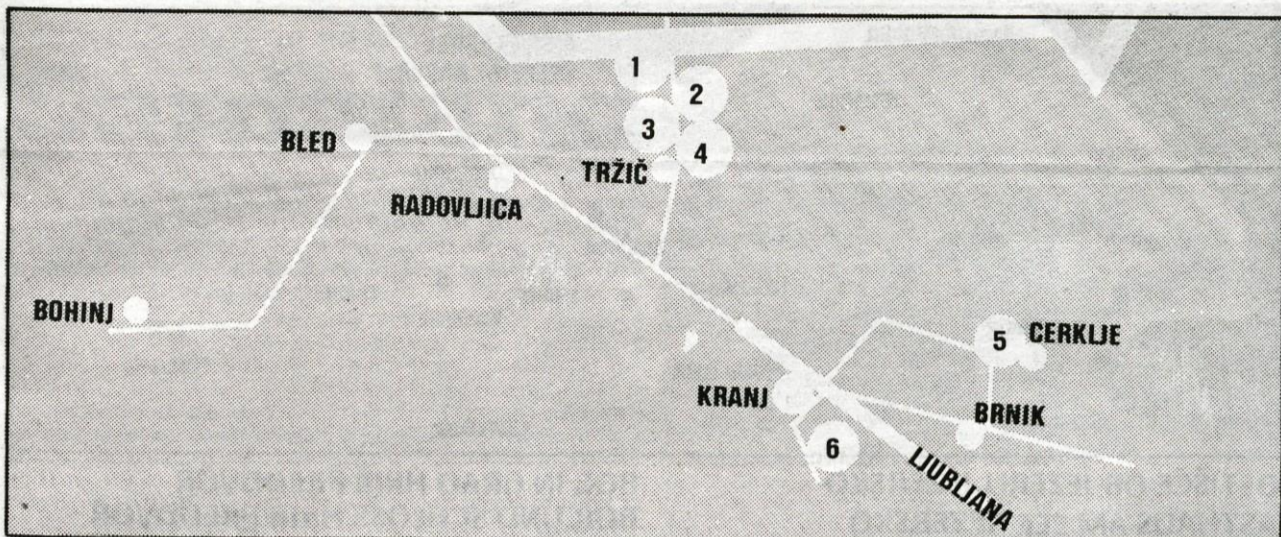 1
2
3
BLED
4
TRŽIČ
RADOVLJICA
BOHINJ
5
CERKLJE
KRANJ
BRNIK
6
LJUBLJANA